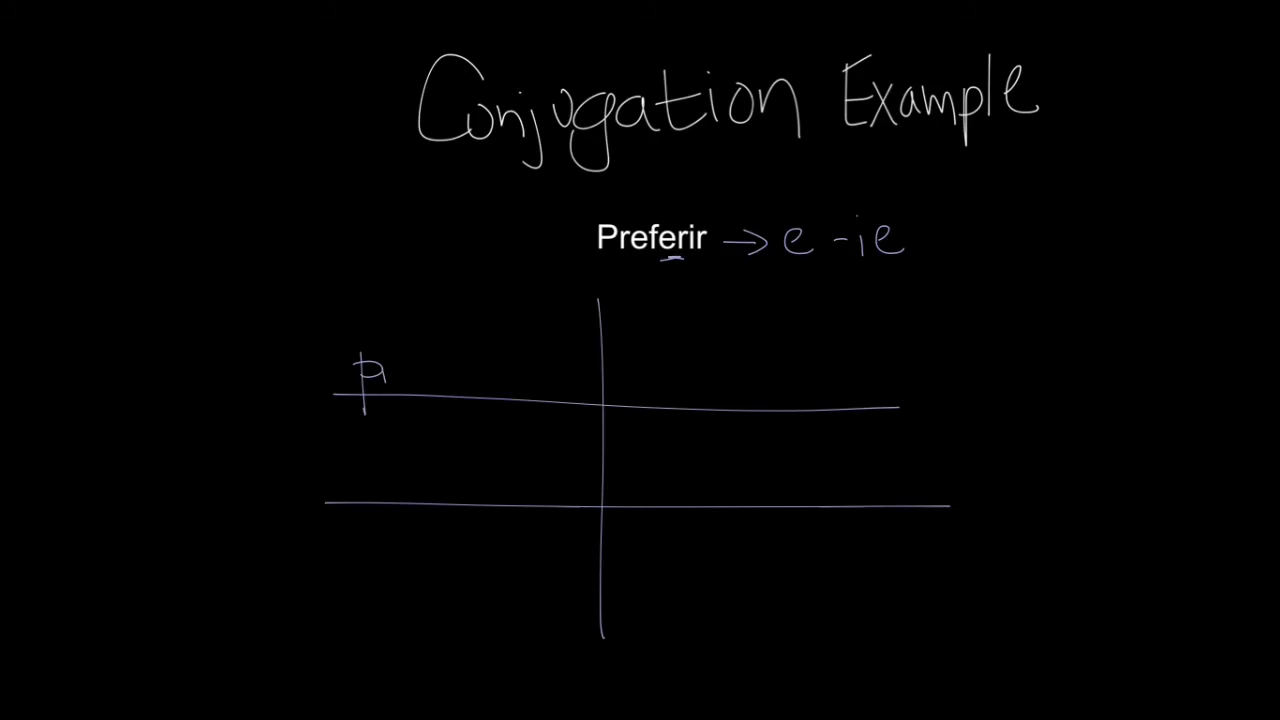 Conjugation Example
Preferir → e - ie
p